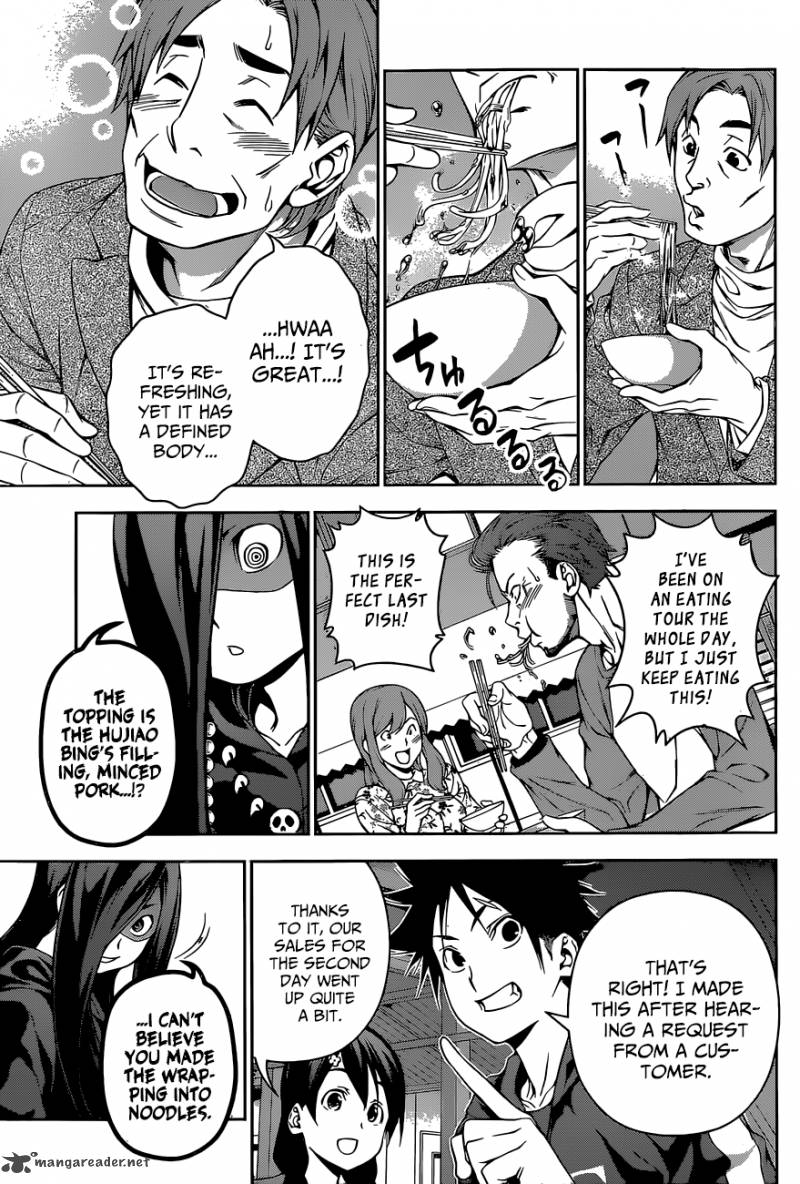 つーっ
ちゅるるる
...HWAA
AH...! IT'S
GREAT...!
IT'S RE-
FRESHING,
YET IT HAS
A DEFINED
BODY...
I'VE
BEEN ON
AN EATING
TOUR THE
WHOLE DAY,
BUT I JUST
KEEP EATING
THIS!
THIS IS
THE PER-
FECT LAST
DISH!
THE
TOPPING IS
THE HUJIAO
BING'S FILL-
ING, MINCED
PORK...!?
THAT'S
RIGHT! I MADE
THIS AFTER HEAR-
ING A REQUEST
FROM A CUS-
TOMER.
THANKS
TO IT, OUR
SALES FOR
THE SECOND
DAY WENT
UP QUITE
A BIT.
...I CAN'T
BELIEVE
YOU MADE
THE WRAP-
PING INTO
NOODLES.
mangareader.net